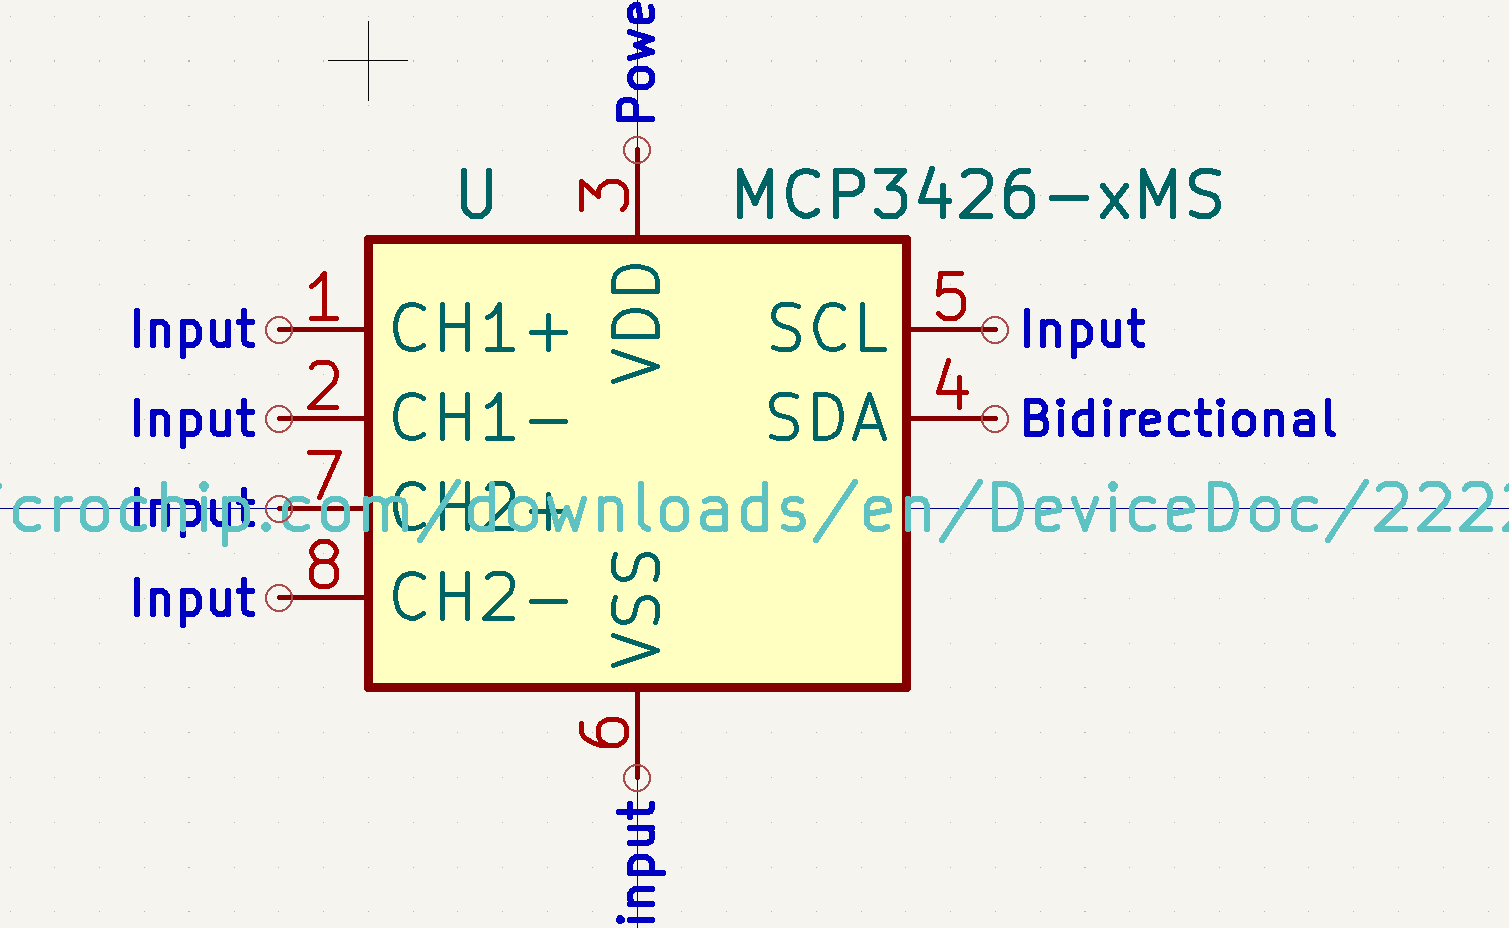 Powe
U
3
MCP3426-xMS
1
Input
CH1+
VDD
SCL
5
Input
2
Input
CH1-
SDA
4
Bidirectional
7
Input
CH2+
crochip.com/downloads/en/DeviceDoc/2222
8
Input
CH2-
VSS
6
input